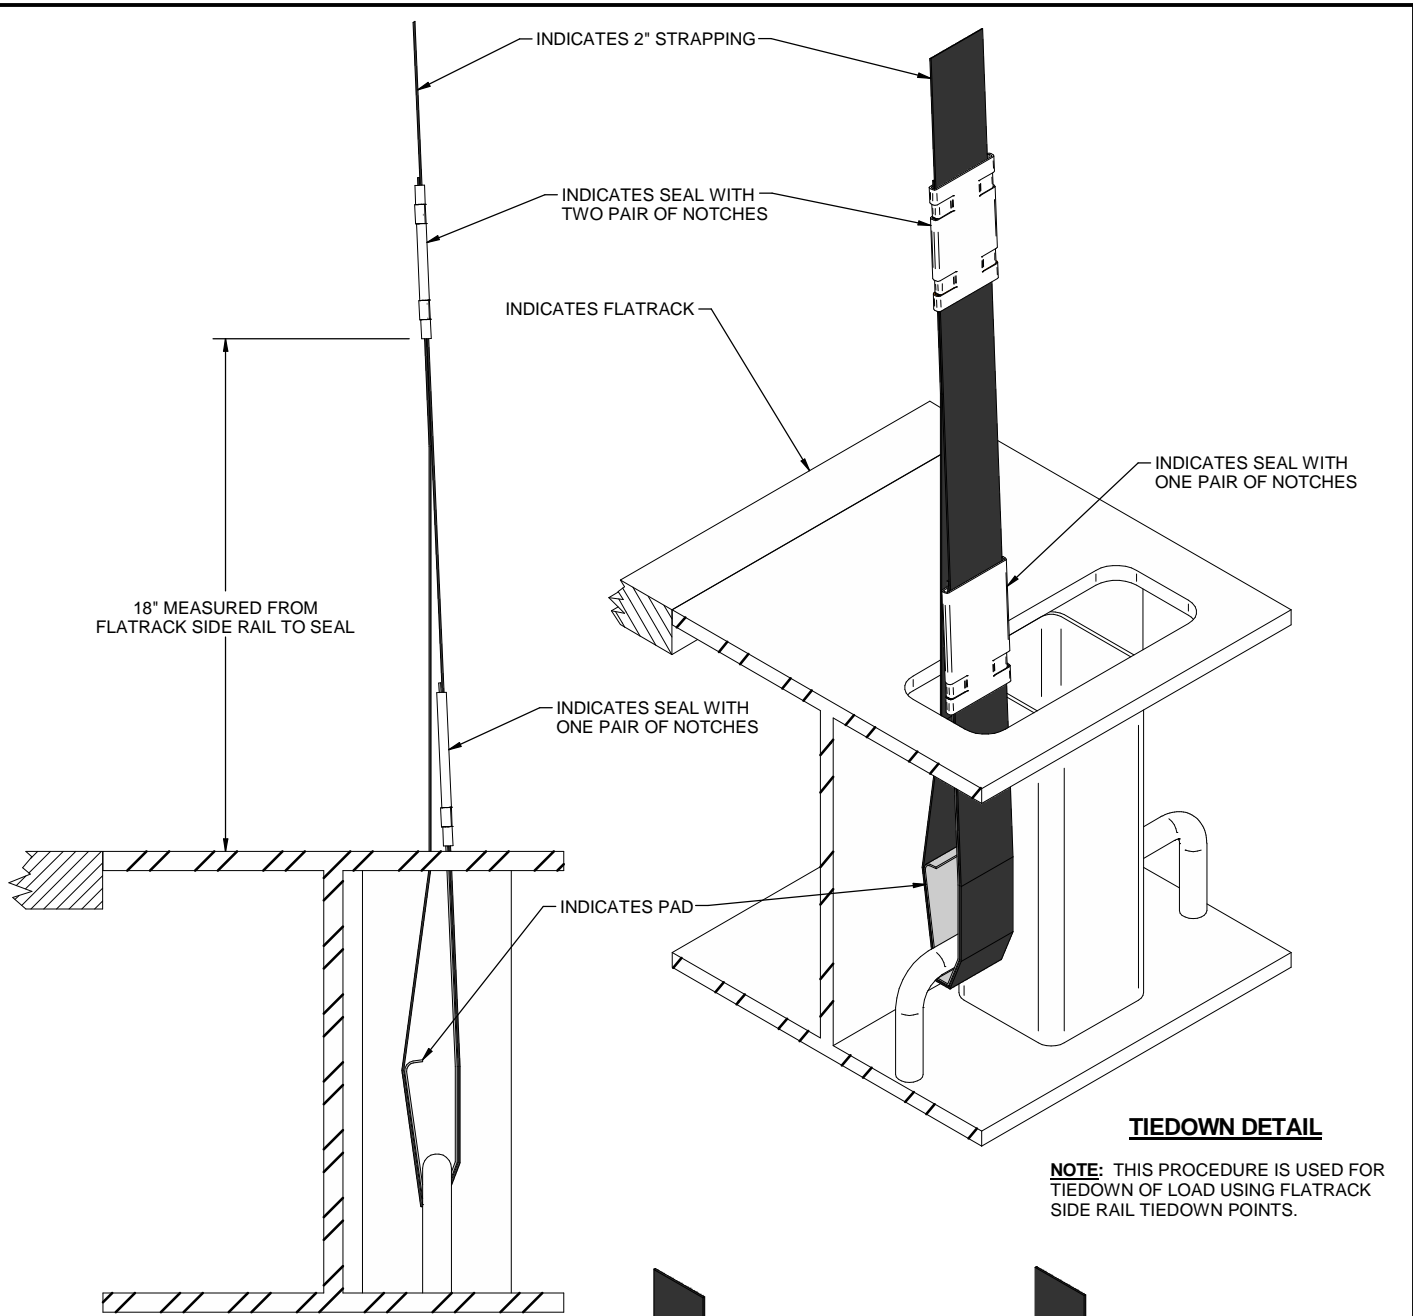 INDICATES 2" STRAPPING
INDICATES SEAL WITH
TWO PAIR OF NOTCHES
INDICATES FLATRACK
INDICATES SEAL WITH
ONE PAIR OF NOTCHES
18" MEASURED FROM
FLATRACK SIDE RAIL TO SEAL
INDICATES SEAL WITH
ONE PAIR OF NOTCHES
INDICATES PAD
TIEDOWN DETAIL
NOTE: THIS PROCEDURE IS USED FOR
TIEDOWN OF LOAD USING FLATRACK
SIDE RAIL TIEDOWN POINTS.